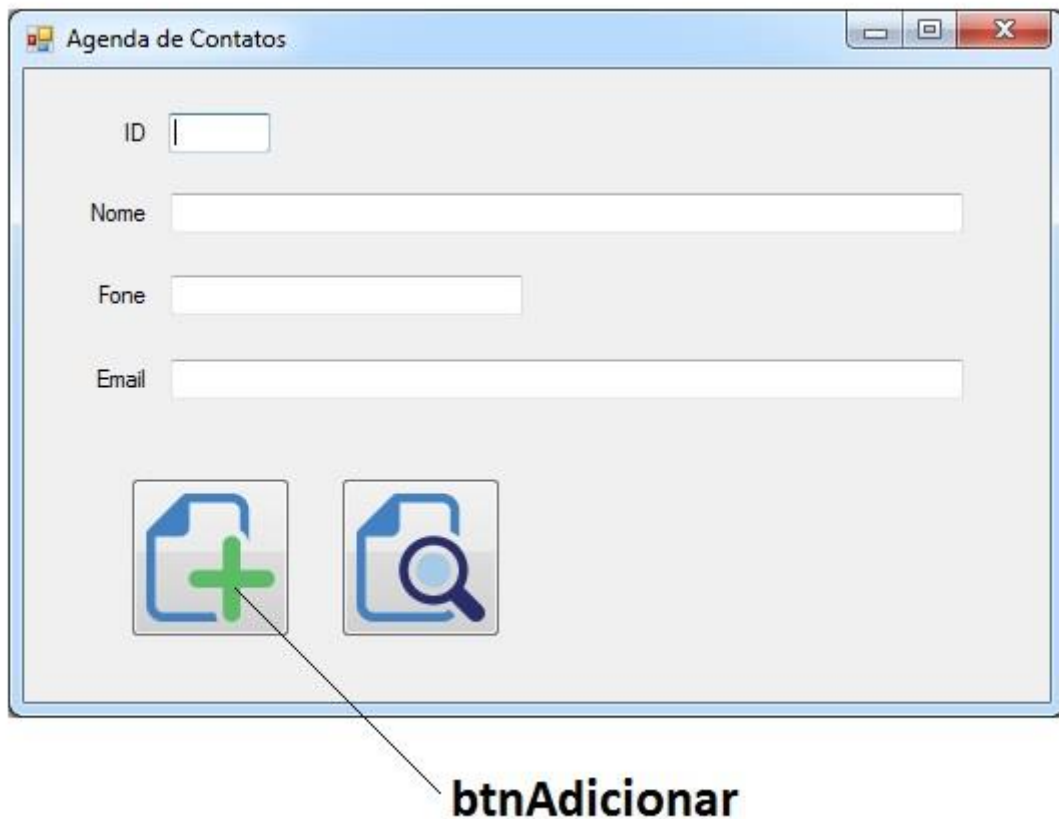 Agenda de Contatos
ID
Nome
Fone
Email
btnAdicionar